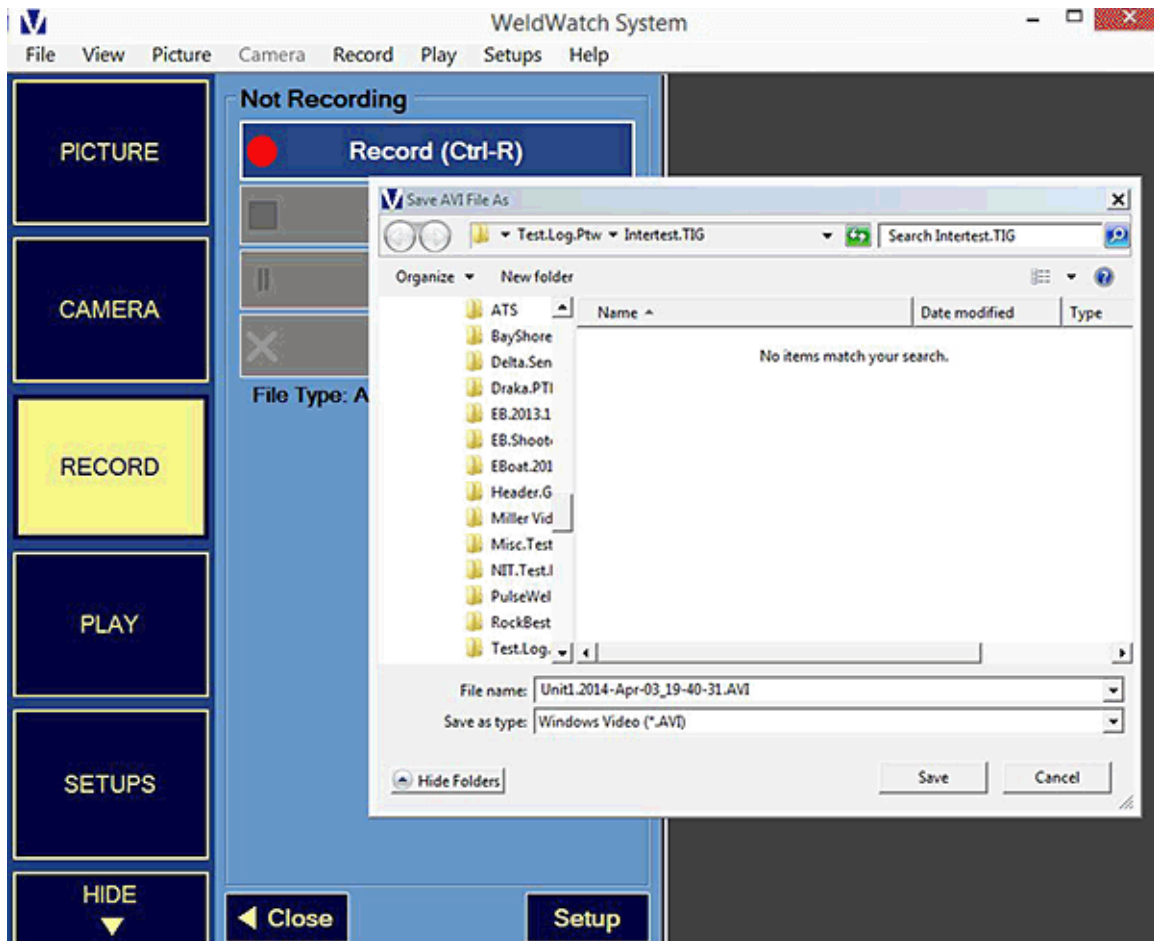 WeldWatch System
File View Picture Camera Record Play Setups Help
PICTURE
CAMERA
RECORD
PLAY
SETUPS
HIDE
Not Recording
Record (Ctrl-R)
File Type: A
Close
Setup
Save AVI File As
Test.Log.Ptw Intertest.TIG
Search Intertest.TIG
Organize New folder
Name Date modified Type
No items match your search.
ATS
BayShore
Delta.Sen
Draka.PTI
EB.2013.1
EB.Shoot
EBoat.201
Header.G
Miller Vid
Misc.Test
NIT.Test.
PulseWel
RockBest
Test.Log.
File name: Unit1.2014-Apr-03_19-40-31.AVI
Save as type: Windows Video (*.AVI)
Hide Folders
Save Cancel